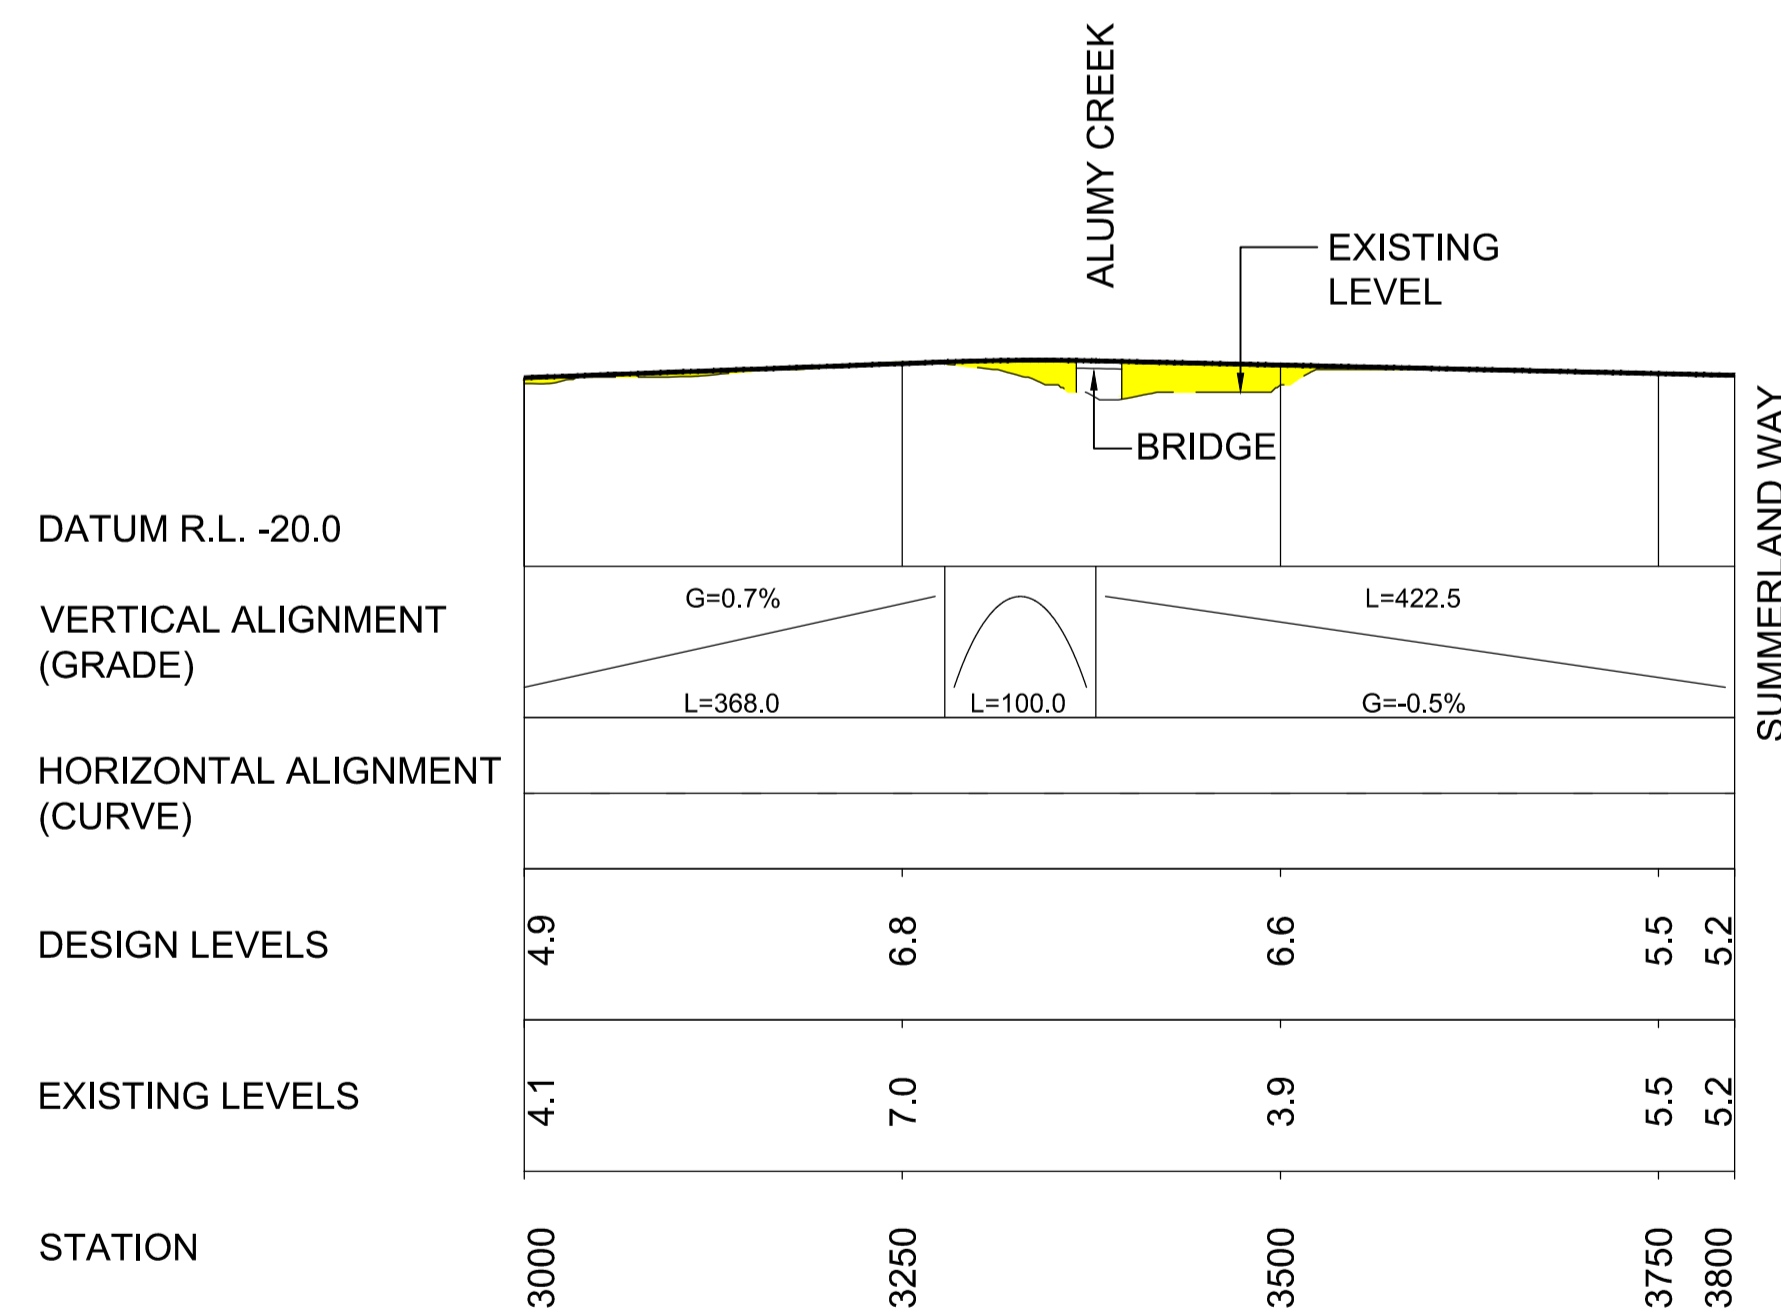 ALUMY CREEK
EXISTING
LEVEL
BRIDGE
SUMMERLAND WAY
DATUM R.L. -20.0
VERTICAL ALIGNMENT
(GRADE)
G=0.7%
L=368.0
L=100.0
L=422.5
G=-0.5%
HORIZONTAL ALIGNMENT
(CURVE)
DESIGN LEVELS
4.9
6.8
6.6
5.5
5.2
EXISTING LEVELS
4.1
7.0
3.9
5.5
5.2
STATION
3000
3250
3500
3750
3800